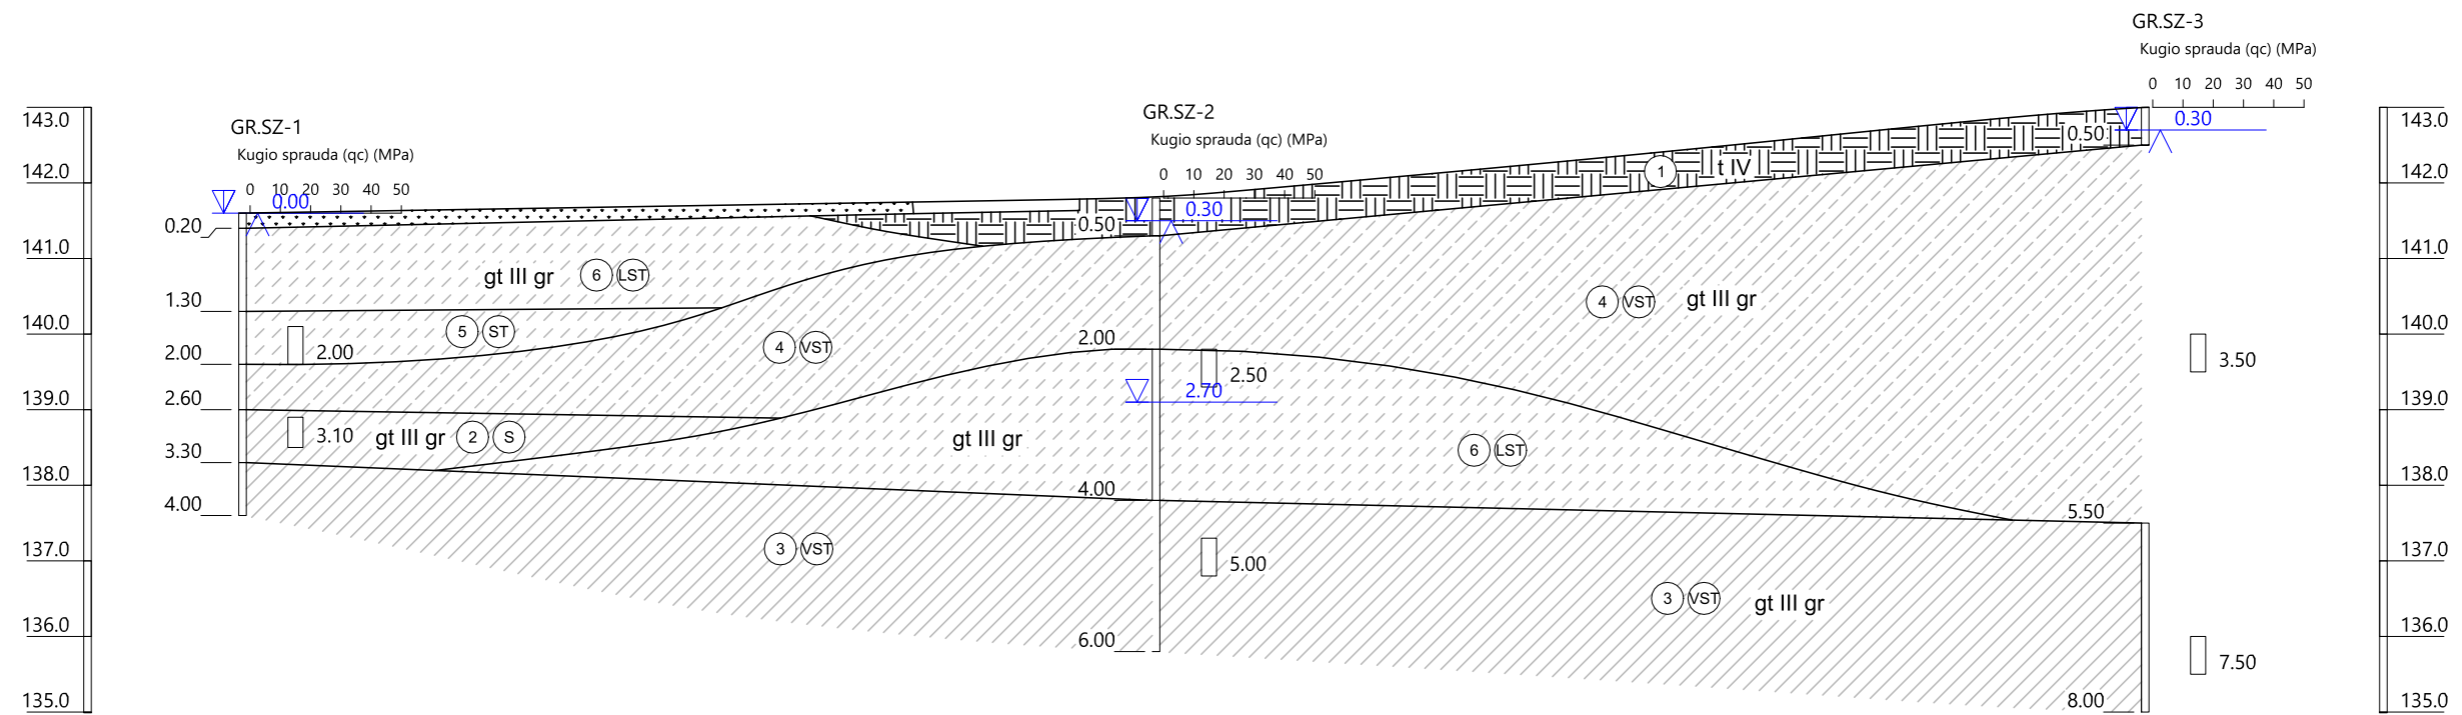 GR.SZ-3
Kugio sprauda (qc) (MPa)
0 10 20 30 40 50
GR.SZ-2
Kugio sprauda (qc) (MPa)
0 10 20 30 40 50
GR.SZ-1
Kugio sprauda (qc) (MPa)
0 10 20 30 40 50
143.0
142.0
141.0
140.0
139.0
138.0
137.0
136.0
135.0
0.00
0.20
1.30
2.00
2.60
3.30
4.00
2.00
3.10
gt III gr 6 LST
5 ST
4 VST
gt III gr 2 S
3 VST
0.30
0.50
2.00
2.50
2.70
4.00
5.00
6.00
gt III gr
1 t IV
4 VST gt III gr
6 LST
3 VST gt III gr
0.30
0.50
3.50
5.50
7.50
8.00
143.0
142.0
141.0
140.0
139.0
138.0
137.0
136.0
135.0